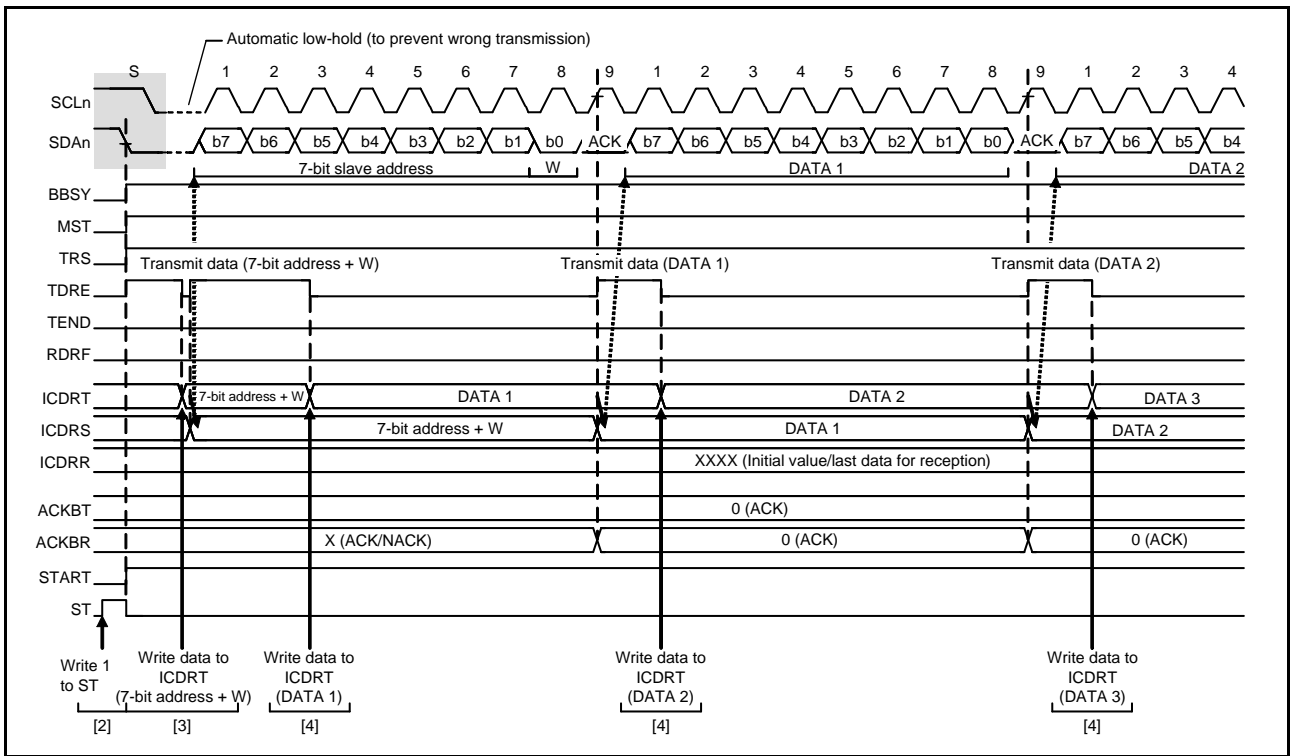 Automatic low-hold (to prevent wrong transmission)
S 1 2 3 4 5 6 7 8 9 1 2 3 4 5 6 7 8 9 1 2 3 4
SCLn
SDAn b7 b6 b5 b4 b3 b2 b1 b0 ACK b7 b6 b5 b4 b3 b2 b1 b0 ACK b7 b6 b5 b4
7-bit slave address W DATA 1 DATA 2
BBSY
MST
TRS
Transmit data (7-bit address + W) Transmit data (DATA 1) Transmit data (DATA 2)
TDRE
TEND
RDRF
ICDRT 7-bit address + W DATA 1 DATA 2 DATA 3
ICDRS 7-bit address + W DATA 1 DATA 2
ICDRR XXXX (Initial value/last data for reception)
ACKBT 0 (ACK)
ACKBR X (ACK/NACK) 0 (ACK) 0 (ACK)
START
ST
Write 1
to ST
[2]
Write data to
ICDRT
(7-bit address + W)
[3]
Write data to
ICDRT
(DATA 1)
[4]
Write data to
ICDRT
(DATA 2)
[4]
Write data to
ICDRT
(DATA 3)
[4]